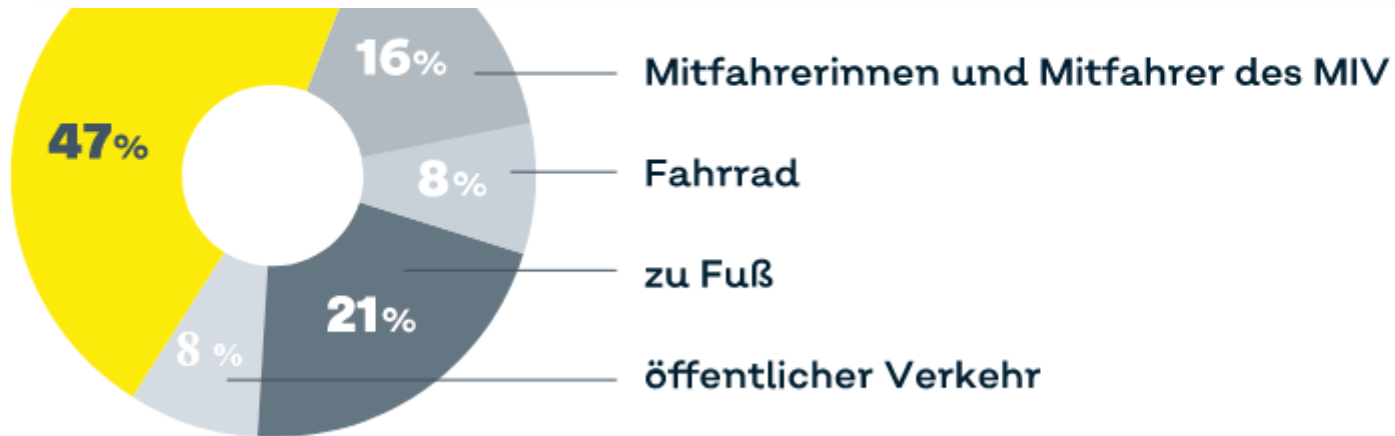 16% Mitfahrerinnen und Mitfahrer des MIV
47%
8% Fahrrad
zu Fuß
21%
8 %
öffentlicher Verkehr